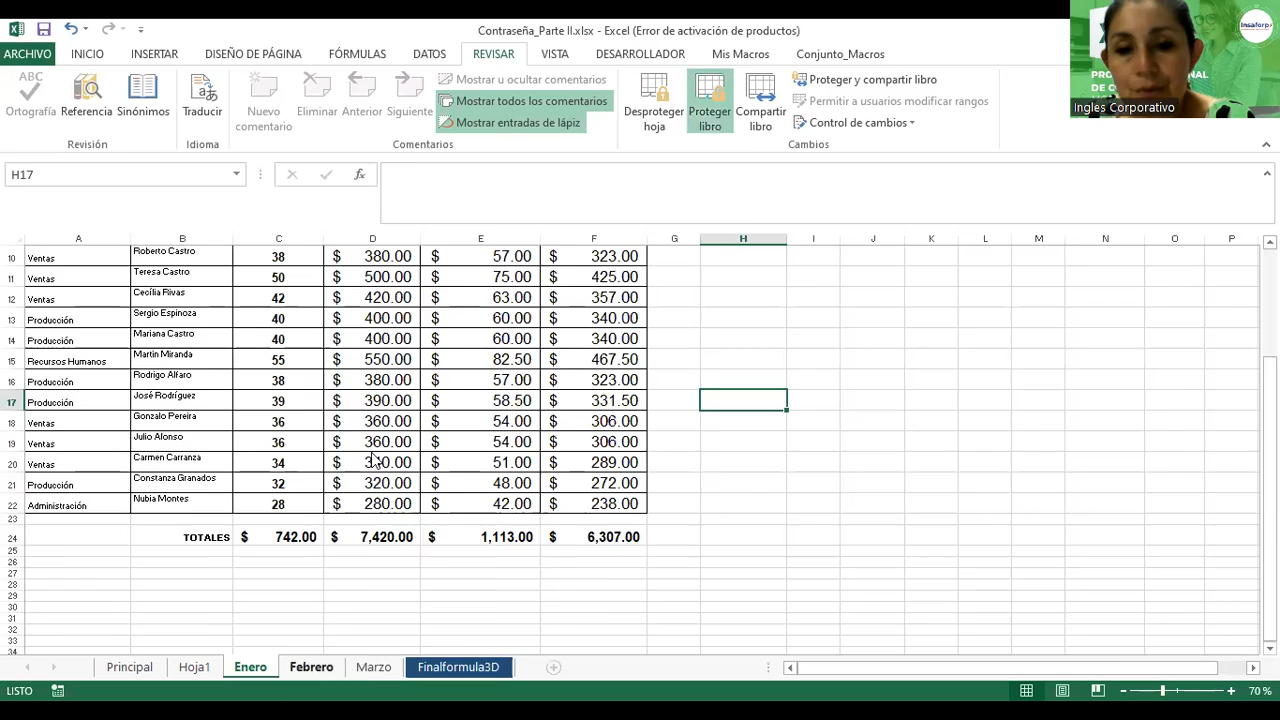 Contraseña_Parte II.xlsx - Excel (Error de activación de productos)
ARCHIVO INICIO INSERTAR DISEÑO DE PÁGINA FÓRMULAS DATOS REVISAR VISTA DESARROLLADOR Mis Macros Conjunto_Macros
ABC
Ortografía Referencia Sinónimos
Traducir
Nuevo comentario Eliminar Anterior Siguiente
Mostrar u ocultar comentarios
Mostrar todos los comentarios
Mostrar entradas de lápiz
Desproteger hoja Proteger libro Compartir libro
Proteger y compartir libro
Permitir a usuarios modificar rangos
Control de cambios
Revisión Idioma Comentarios Cambios
Insaforp
Ingles Corporativo
H17 fx
A B C D E F G H I J K L M N O P
10 Ventas Roberto Castro 38 $ 380.00 $ 57.00 $ 323.00
11 Ventas Teresa Castro 50 $ 500.00 $ 75.00 $ 425.00
12 Ventas Cecilia Rivas 42 $ 420.00 $ 63.00 $ 357.00
13 Producción Sergio Espinoza 40 $ 400.00 $ 60.00 $ 340.00
14 Producción Mariana Castro 40 $ 400.00 $ 60.00 $ 340.00
15 Recursos Humanos Martin Miranda 55 $ 550.00 $ 82.50 $ 467.50
16 Producción Rodrigo Alfaro 38 $ 380.00 $ 57.00 $ 323.00
17 Producción José Rodríguez 39 $ 390.00 $ 58.50 $ 331.50
18 Ventas Gonzalo Pereira 36 $ 360.00 $ 54.00 $ 306.00
19 Ventas Julio Alonso 36 $ 360.00 $ 54.00 $ 306.00
20 Ventas Carmen Carranza 34 $ 340.00 $ 51.00 $ 289.00
21 Producción Constanza Granados 32 $ 320.00 $ 48.00 $ 272.00
22 Administración Nubia Montes 28 $ 280.00 $ 42.00 $ 238.00
23
24 TOTALES $ 742.00 $ 7,420.00 $ 1,113.00 $ 6,307.00
25
26
27
28
29
30
31
32
33
34
Principal Hoja1 Enero Febrero Marzo Finalformula3D
LISTO 70 %